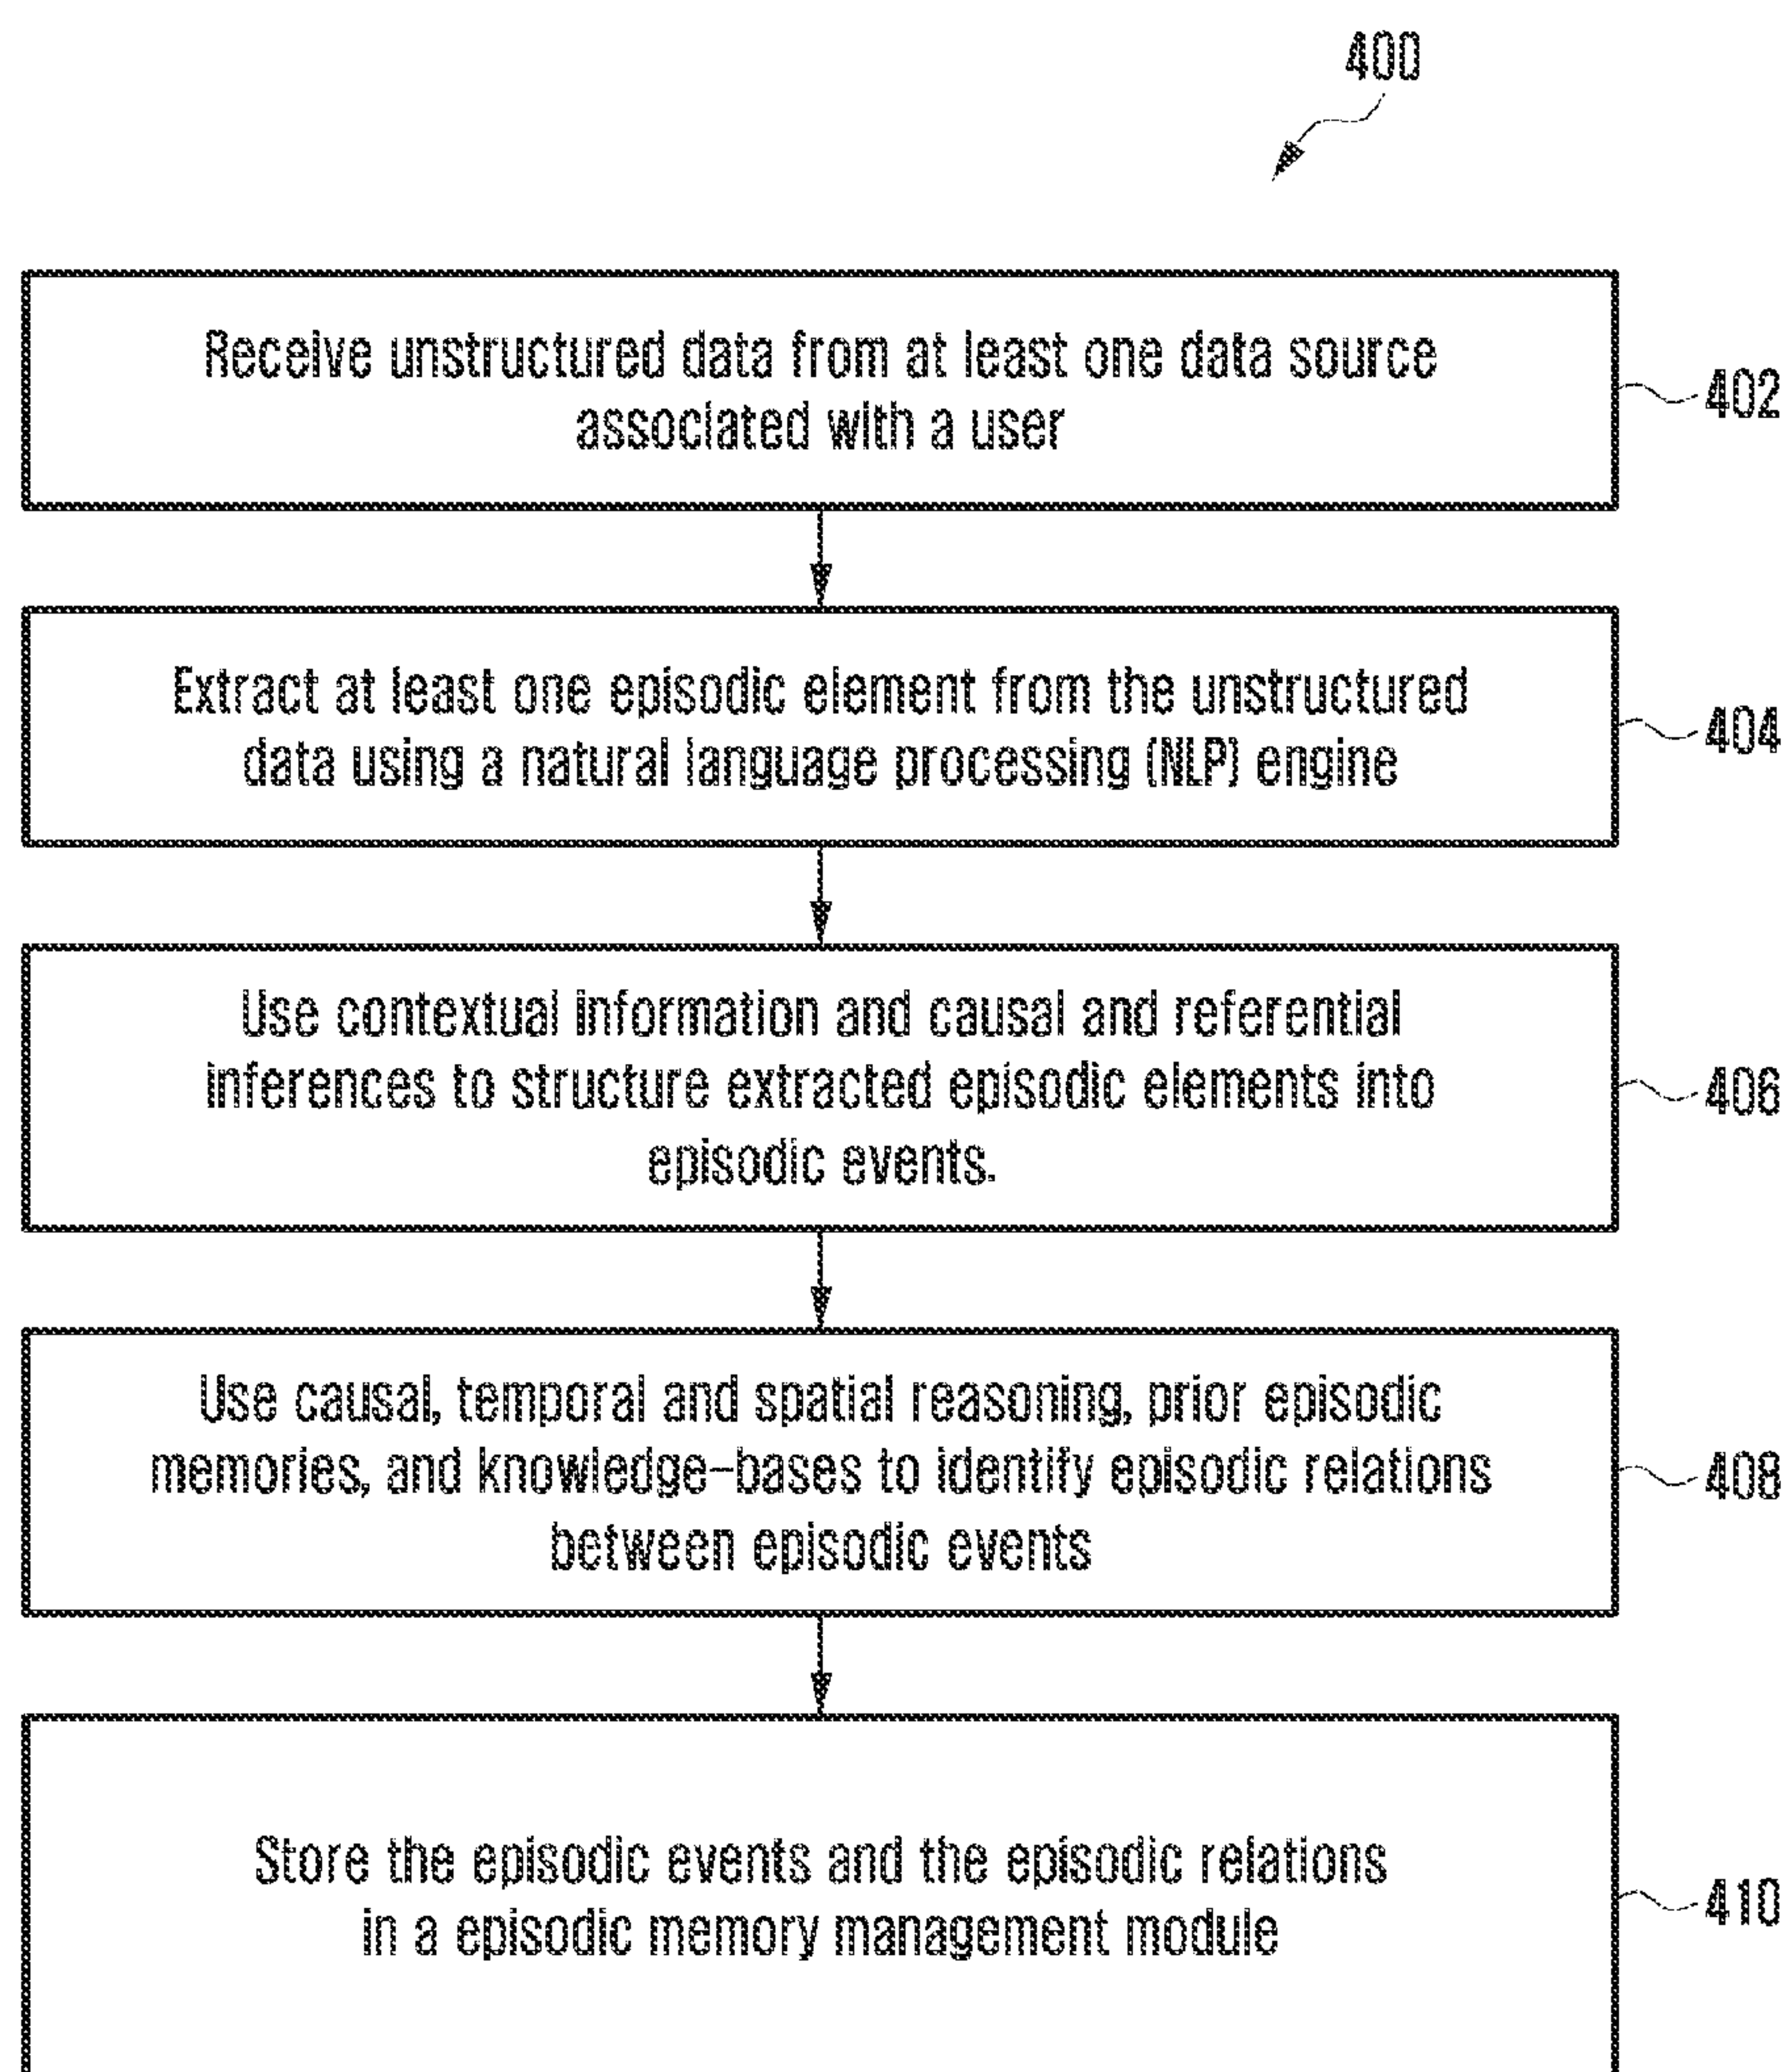 400
Receive unstructured data from at least one data source
associated with a user
402
Extract at least one episodic element from the unstructured
data using a natural language processing (NLP) engine
404
Use contextual information and causal and referential
inferences to structure extracted episodic elements into
episodic events.
406
Use causal, temporal and spatial reasoning, prior episodic
memories, and knowledge-bases to identify episodic relations
between episodic events
408
Store the episodic events and the episodic relations
in a episodic memory management module
410